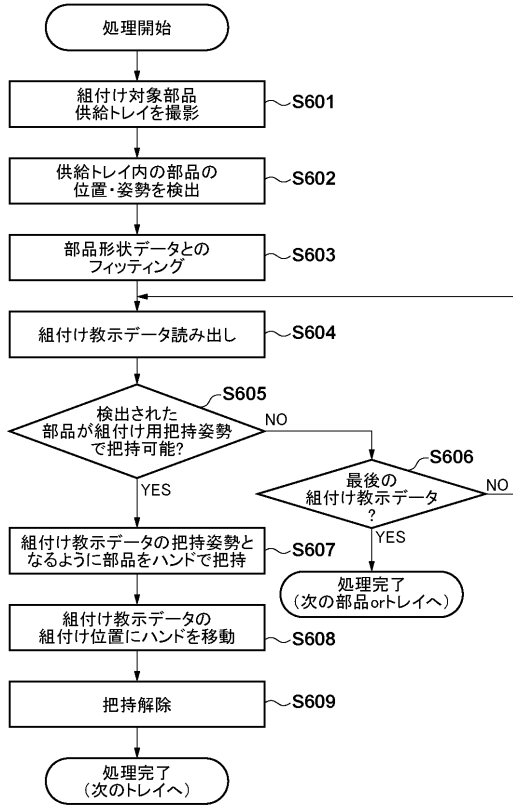 処理開始
組付け対象部品
供給トレイを撮影
S601
供給トレイ内の部品の
位置・姿勢を検出
S602
部品形状データとの
フィッティング
S603
組付け教示データ読み出し
S604
S605
検出された
部品が組付け用把持姿勢
で把持可能?
NO
YES
S606
最後の
組付け教示データ
?
NO
YES
処理完了
(次の部品orトレイへ)
組付け教示データの把持姿勢と
なるように部品をハンドで把持
S607
組付け教示データの
組付け位置にハンドを移動
S608
把持解除
S609
処理完了
(次のトレイへ)